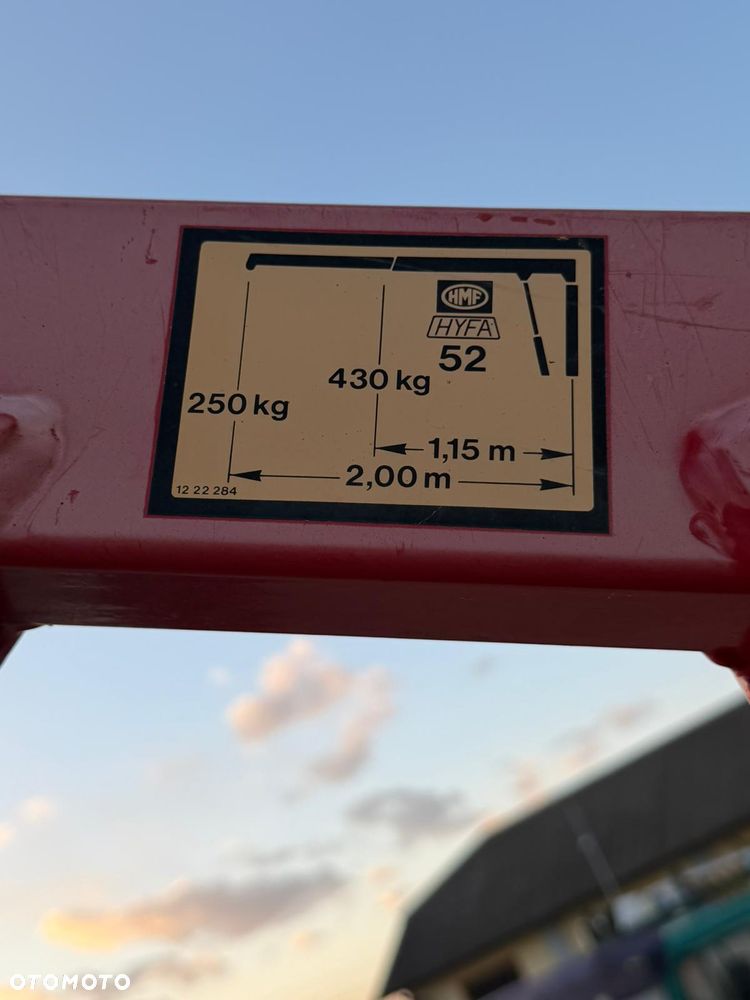 HMF
HYFA
52
430 kg
250 kg
1,15 m
2,00 m
12 22 284
OTOMOTO